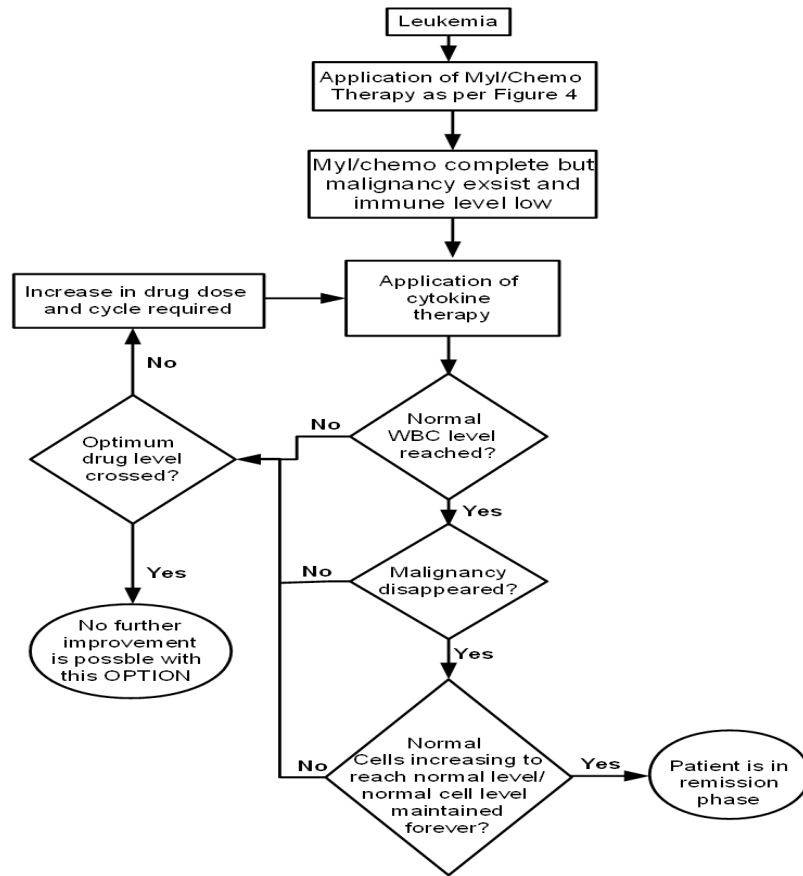 Leukemia
Application of Myl/Chemo
Therapy as per Figure 4
Myl/chemo complete but
malignancy exsist and
immune level low
Increase in drug dose
and cycle required
Application of
cytokine
therapy
No
No
Normal
WBC level
reached?
Optimum
drug level
crossed?
Yes
Yes
No
Malignancy
disappeared?
No further
improvement
is possble with
this OPTION
Yes
No
Normal
Cells increasing to
reach normal level/
normal cell level
maintained
forever?
Yes
Patient is in
remission
phase